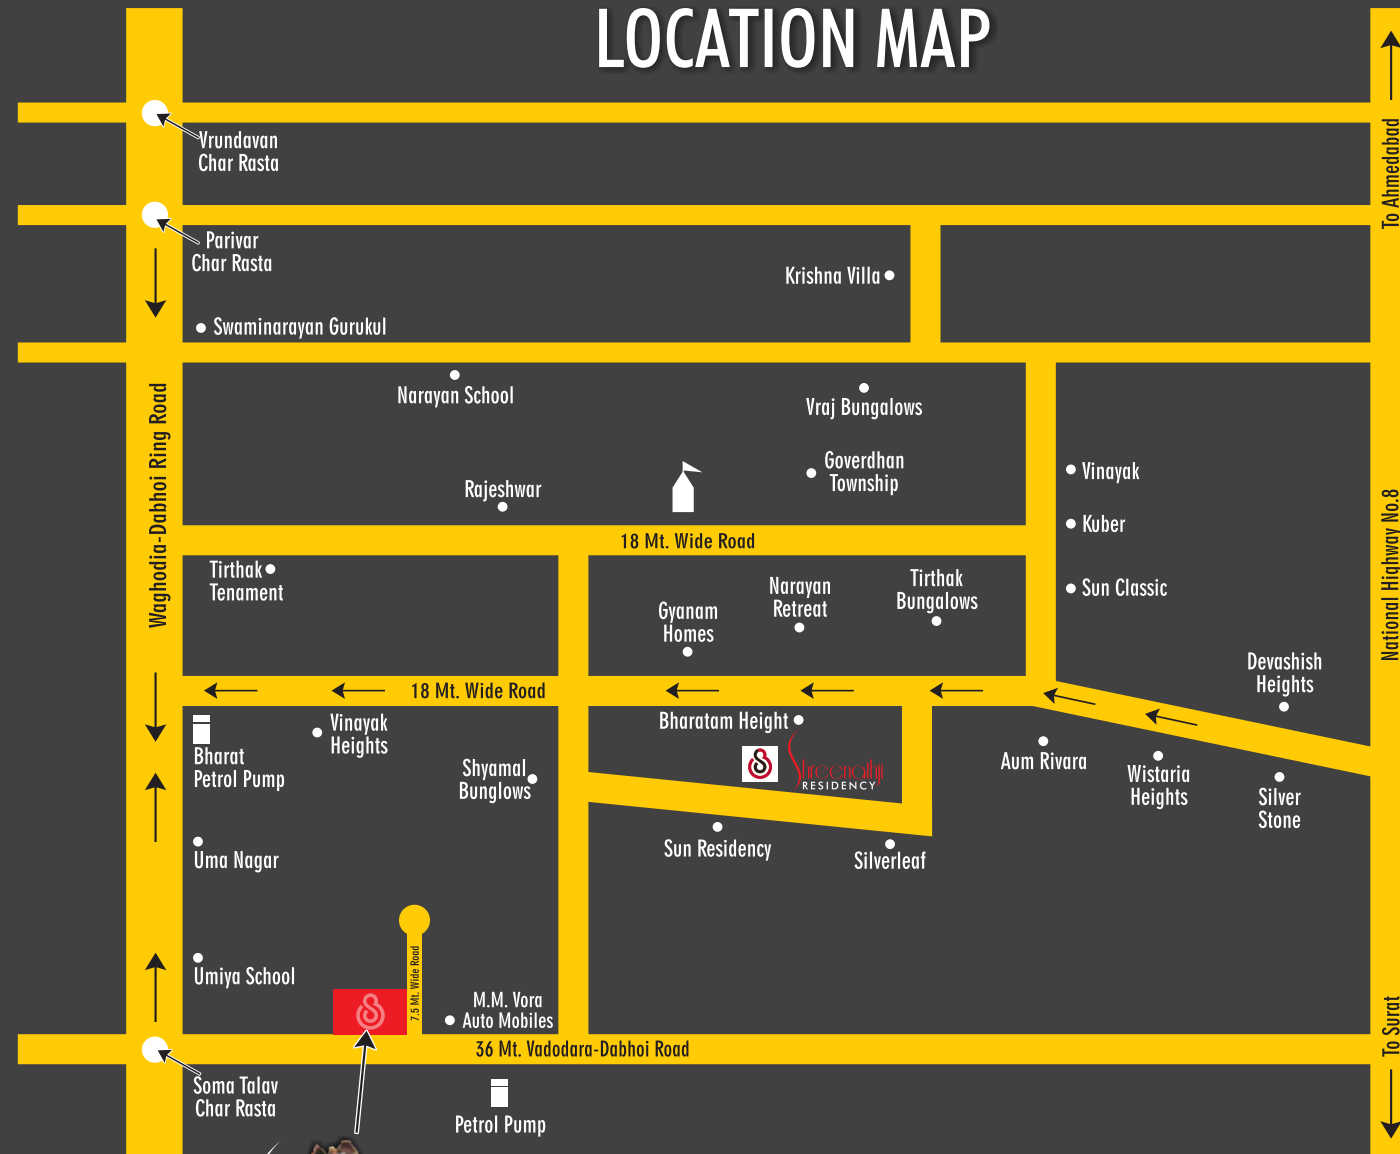 LOCATION MAP
Vrundavan
Char Rasta
To Ahmedabad
Parivar
Char Rasta
Krishna Villa
Swaminarayan Gurukul
Narayan School
Vraj Bungalows
Waghodia-Dabhoi Ring Road
Goverdhan
Township
Vinayak
Rajeshwar
Kuber
National Highway No.8
18 Mt. Wide Road
Tirthak
Tenament
Narayan
Retreat
Tirthak
Bungalows
Sun Classic
Gyanam
Homes
Devashish
Heights
18 Mt. Wide Road
Bharatam Height
Vinayak
Heights
Bharat
Petrol Pump
Shyamal
Bunglows
Shreenathji
RESIDENCY
Aum Rivara
Wistaria
Heights
Silver
Stone
Uma Nagar
Sun Residency
Silverleaf
Umiya School
7.5 Mt. Wide Road
M.M. Vora
Auto Mobiles
To Surat
36 Mt. Vadodara-Dabhoi Road
Soma Talav
Char Rasta
Petrol Pump